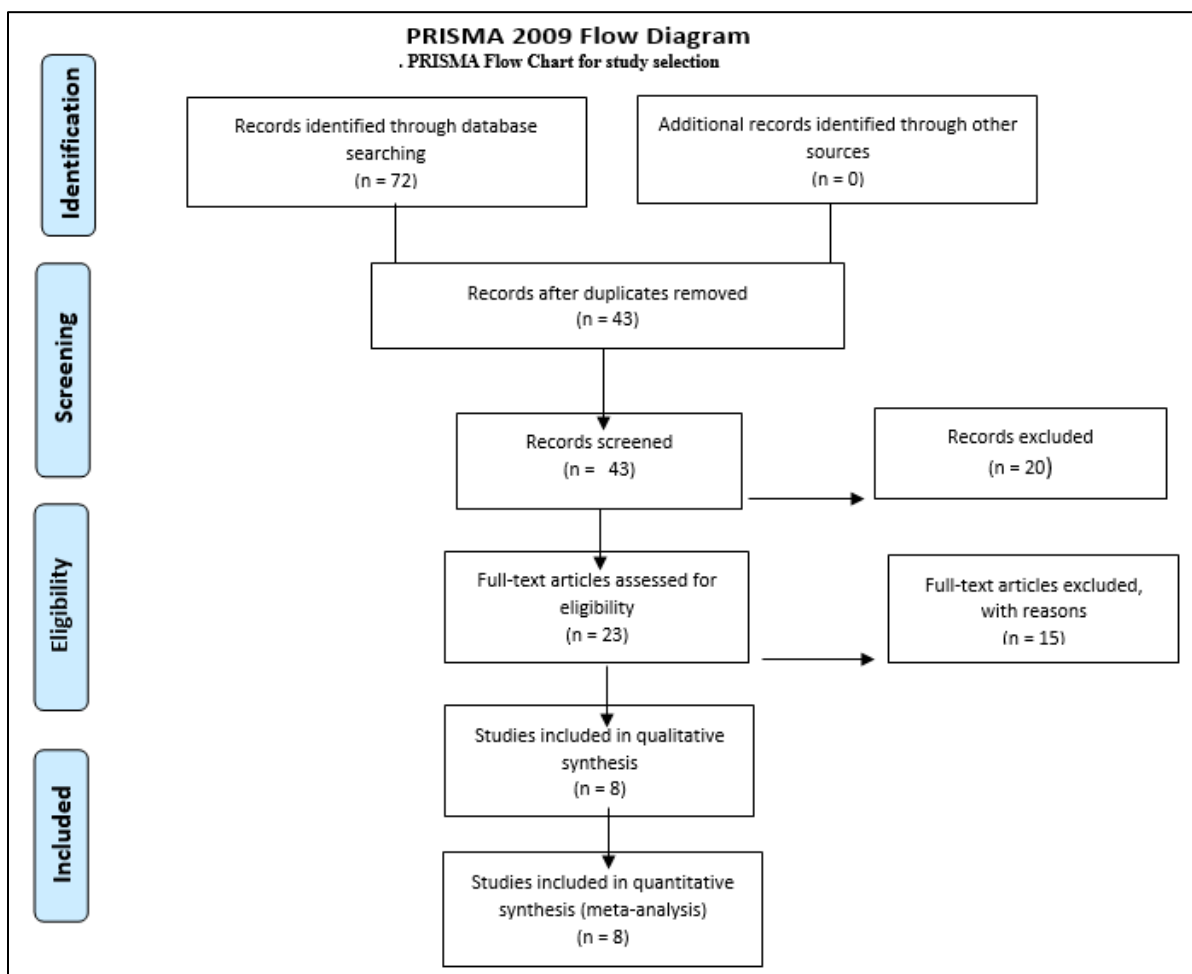 PRISMA 2009 Flow Diagram
. PRISMA Flow Chart for study selection
Identification
Records identified through database
searching
(n = 72)
Additional records identified through other
sources
(n = 0)
Screening
Records after duplicates removed
(n = 43)
Records screened
(n = 43)
Records excluded
(n = 20)
Eligibility
Full-text articles assessed for
eligibility
(n = 23)
Full-text articles excluded,
with reasons
(n = 15)
Included
Studies included in qualitative
synthesis
(n = 8)
Studies included in quantitative
synthesis (meta-analysis)
(n = 8)